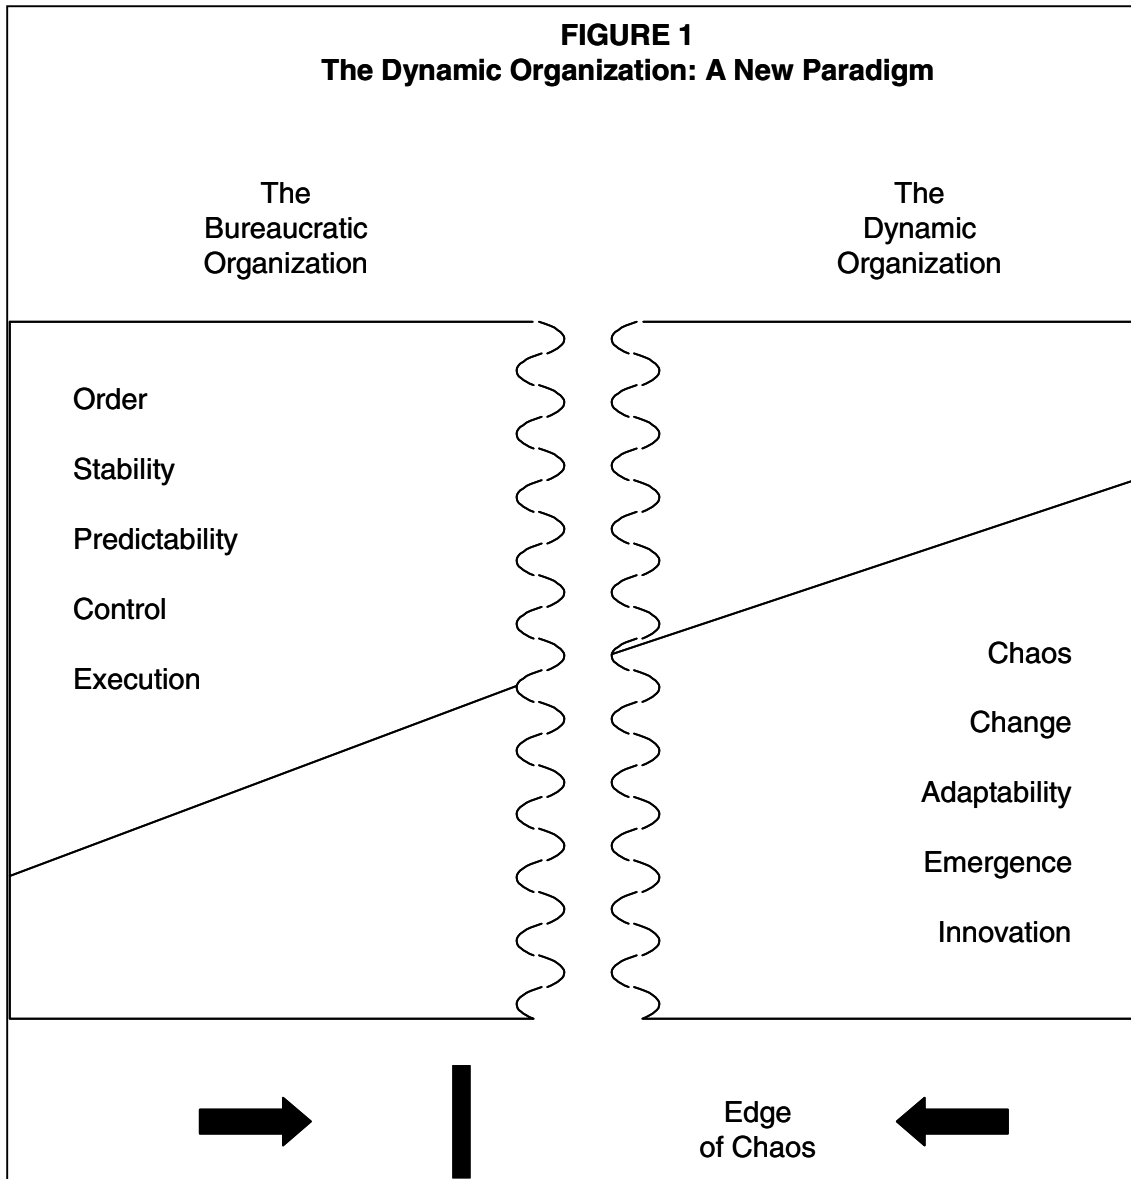 FIGURE 1
The Dynamic Organization: A New Paradigm
The
Bureaucratic
Organization
The
Dynamic
Organization
Order
Stability
Predictability
Control
Execution
Chaos
Change
Adaptability
Emergence
Innovation
Edge
of Chaos